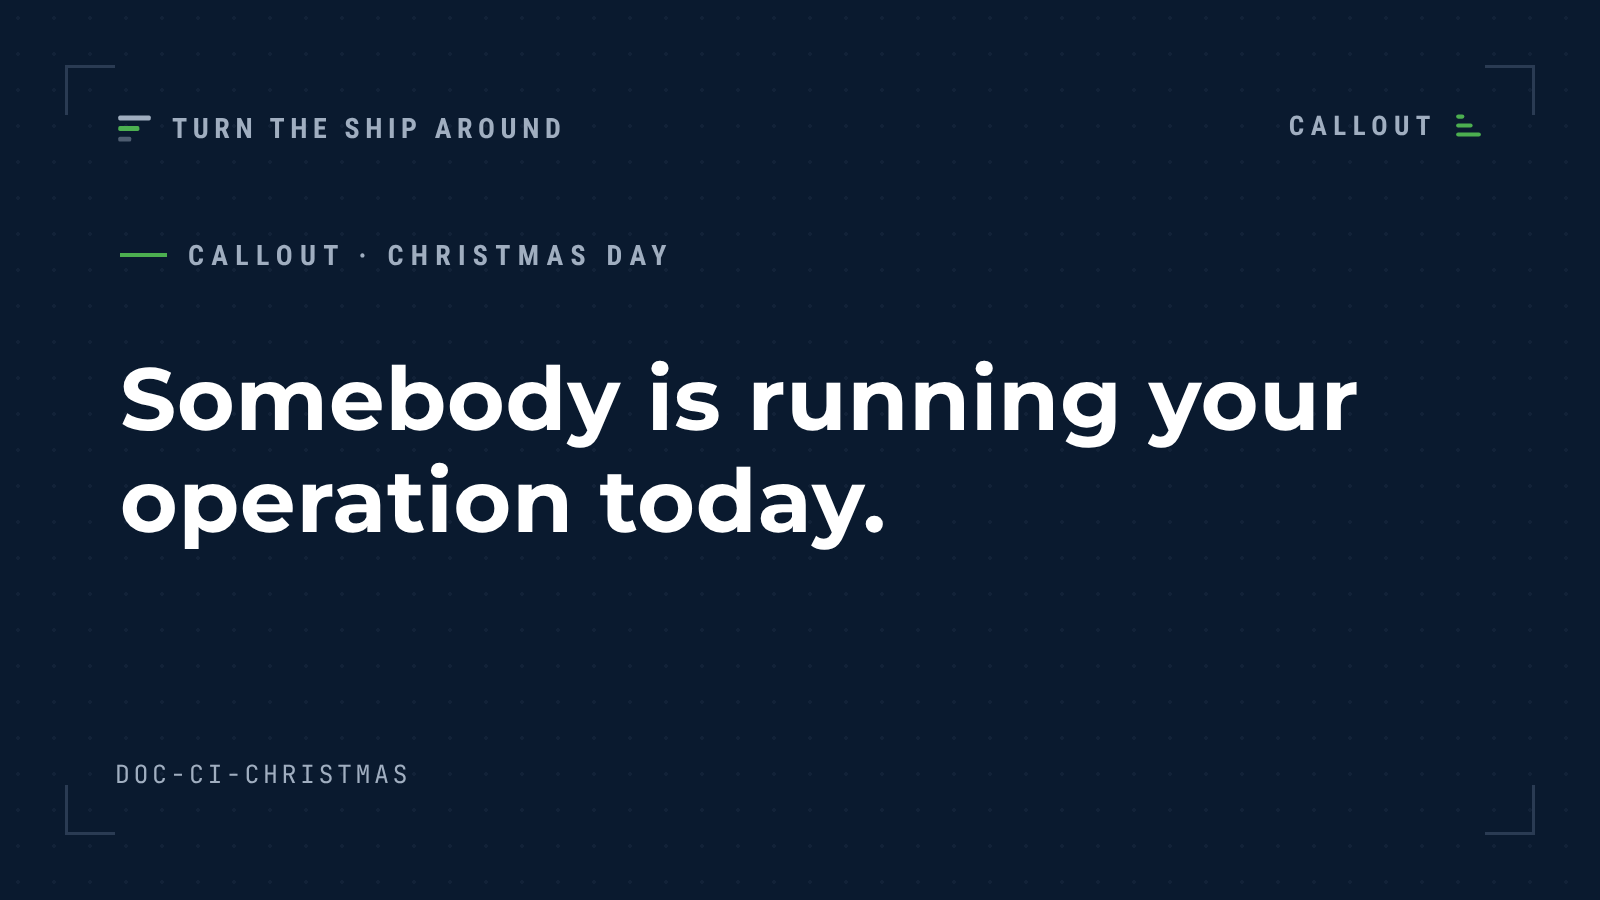 TURN THE SHIP AROUND
CALLOUT
CALLOUT · CHRISTMAS DAY
Somebody is running your
operation today.
DOC-CI-CHRISTMAS